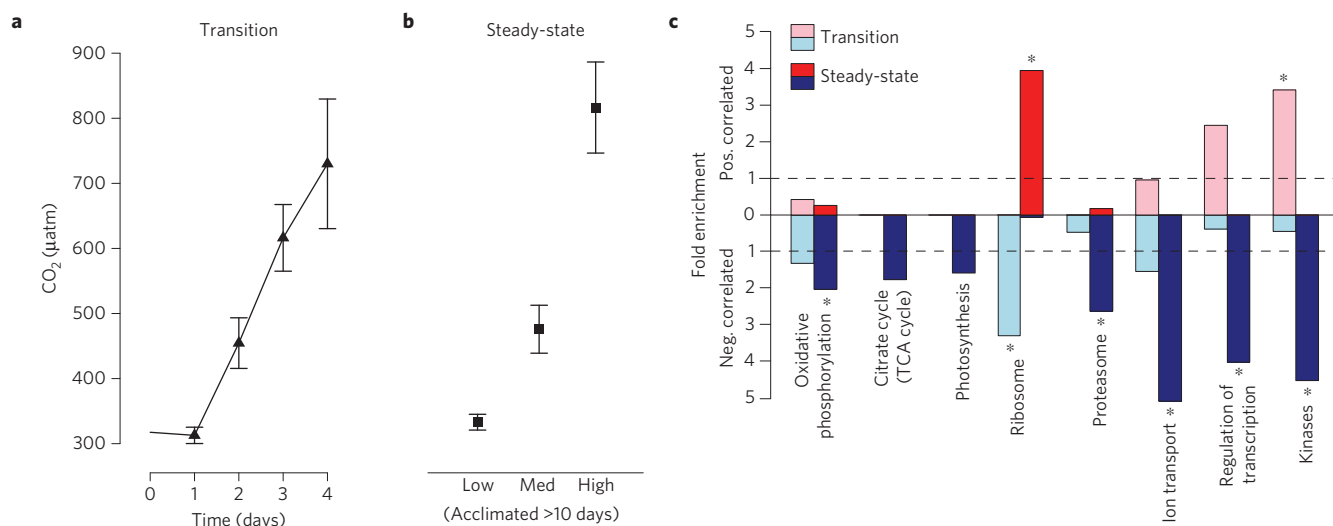 a
Transition
900
800
700
600
500
400
300
CO₂ (µatm)
0 1 2 3 4
Time (days)
b
Steady-state
Low Med High
(Acclimated >10 days)
c
Transition
Steady-state
5
4
3
2
1
0
1
2
3
4
5
Fold enrichment
Pos. correlated
Neg. correlated
*
*
Oxidative
phosphorylation *
Citrate cycle
(TCA cycle)
Photosynthesis
Ribosome *
Proteasome *
Ion transport *
Regulation of *
transcription
Kinases *